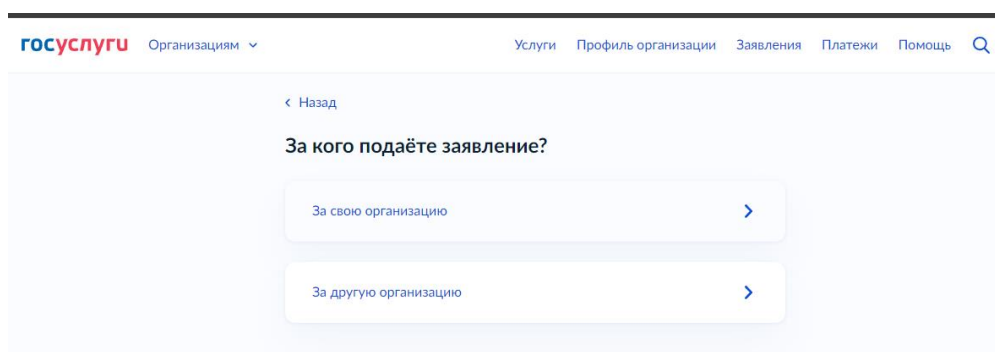 госуслуги Организациям Услуги Профиль организации Заявления Платежи Помощь
Назад
За кого подаёте заявление?
За свою организацию
За другую организацию